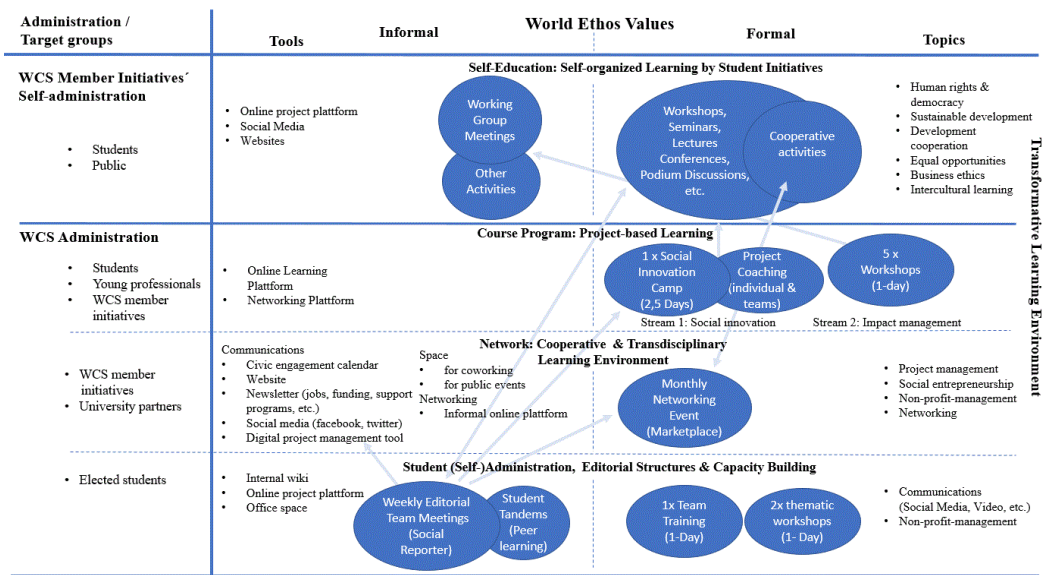 Administration /
Target groups
World Ethos Values
Tools
Informal
Formal
Topics
WCS Member Initiatives´
Self-administration
• Students
• Public
Self-Education: Self-organized Learning by Student Initiatives
• Online project plattform
• Social Media
• Websites
Working
Group
Meetings
Other
Activities
Workshops,
Seminars,
Lectures
Conferences,
Podium Discussions,
etc.
Cooperative
activities
• Human rights &
democracy
• Sustainable development
• Development
cooperation
• Equal opportunities
• Business ethics
• Intercultural learning
Transformative Learning Environment
WCS Administration
• Students
• Young professionals
• WCS member
initiatives
Course Program: Project-based Learning
• Online Learning
Plattform
• Networking Plattform
1 x Social
Innovation
Camp
(2,5 Days)
Project
Coaching
(individual &
teams)
5 x
Workshops
(1-day)
Stream 1: Social innovation
Stream 2: Impact management
Network: Cooperative & Transdisciplinary
Learning Environment
• WCS member
initiatives
• University partners
Communications
• Civic engagement calendar
• Website
• Newsletter (jobs, funding, support
programs, etc.)
• Social media (facebook, twitter)
• Digital project management tool
Space
• for coworking
• for public events
Networking
• Informal online plattform
Monthly
Networking
Event
(Marketplace)
• Project management
• Social entrepreneurship
• Non-profit-management
• Networking
Student (Self-)Administration, Editorial Structures & Capacity Building
• Elected students
• Internal wiki
• Online project plattform
• Office space
Weekly Editorial
Team Meetings
(Social
Reporter)
Student
Tandems
(Peer
learning)
1x Team
Training
(1-Day)
2x thematic
workshops
(1- Day)
• Communications
(Social Media, Video, etc.)
• Non-profit-management